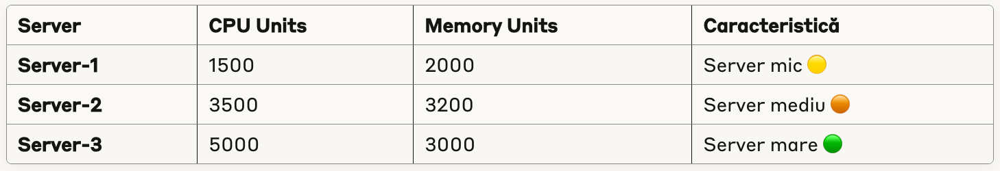 Server CPU Units Memory Units Caracteristică
Server-1 1500 2000 Server mic 🟡
Server-2 3500 3200 Server mediu 🟠
Server-3 5000 3000 Server mare 🟢